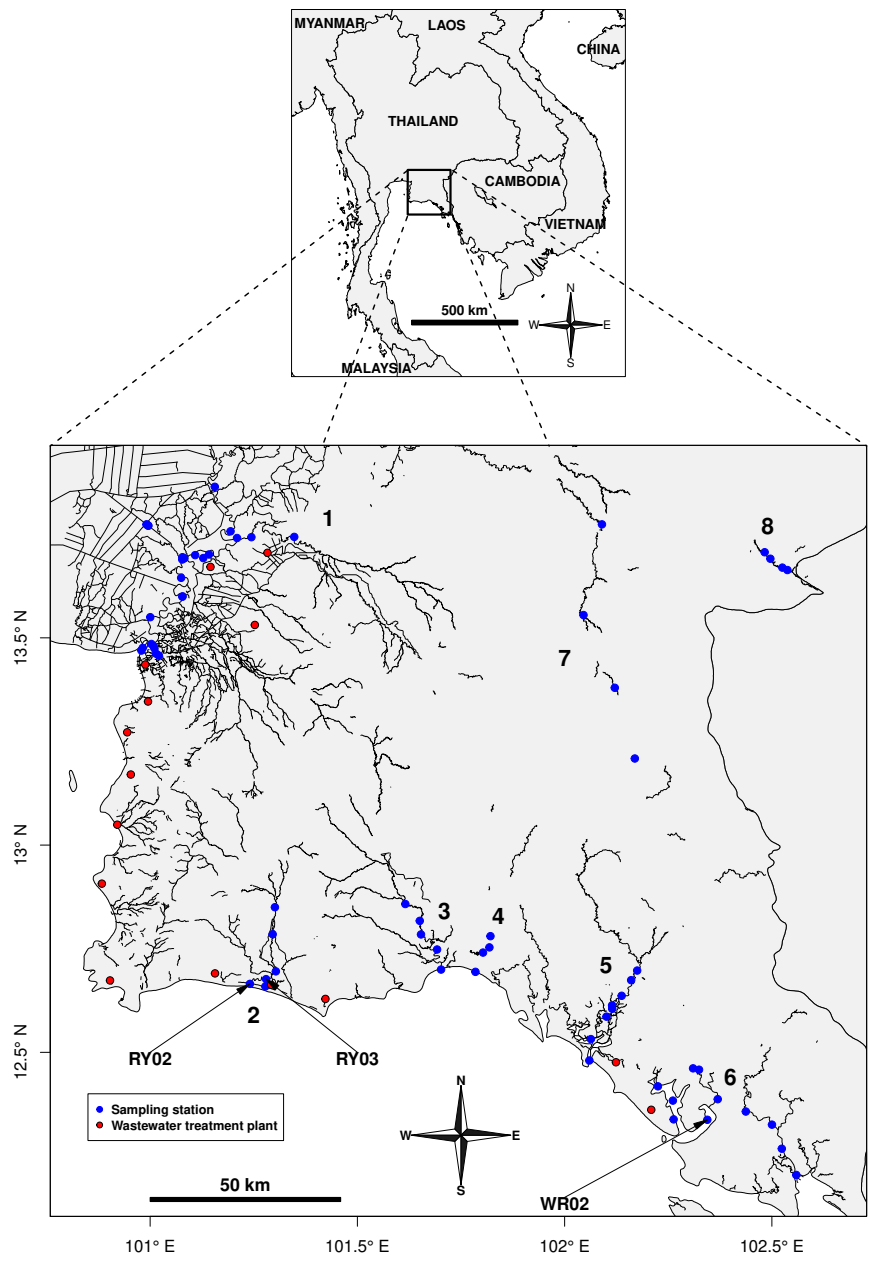 MYANMAR
LAOS
CHINA
THAILAND
CAMBODIA
VIETNAM
N
500 km
W
E
S
MALAYSIA
1
8
13.5° N
7
13° N
3
4
5
2
12.5° N
RY02
RY03
6
Sampling station
Wastewater treatment plant
N
W
E
S
50 km
WR02
101° E
101.5° E
102° E
102.5° E